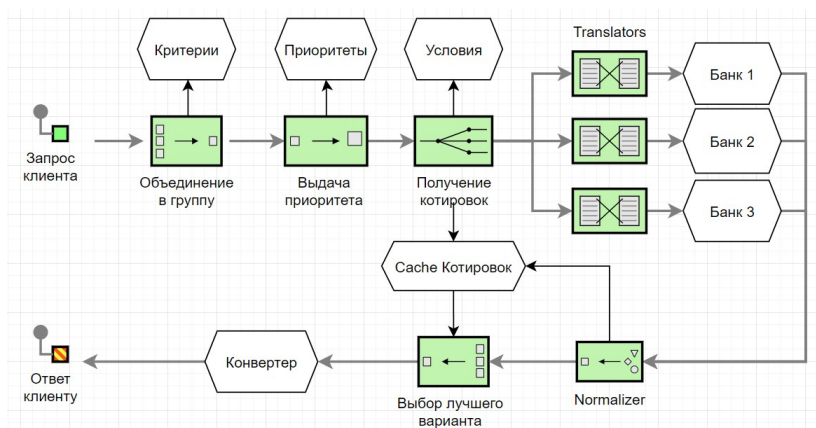 Критерии
Приоритеты
Условия
Translators
Банк 1
Запрос
клиента
Объединение
в группу
Выдача
приоритета
Получение
котировок
Банк 2
Банк 3
Cache Котировок
Ответ
клиенту
Конвертер
Выбор лучшего
варианта
Normalizer